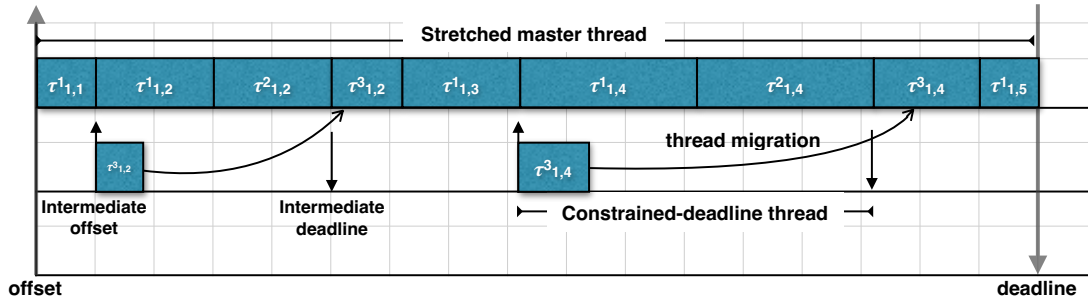 Stretched master thread
τ¹₁,₁ τ¹₁,₂ τ²₁,₂ τ³₁,₂ τ¹₁,₃ τ¹₁,₄ τ²₁,₄ τ³₁,₄ τ¹₁,₅
thread migration
τ³₁,₂ τ³₁,₄
Intermediate
offset
Intermediate
deadline
Constrained-deadline thread
offset
deadline